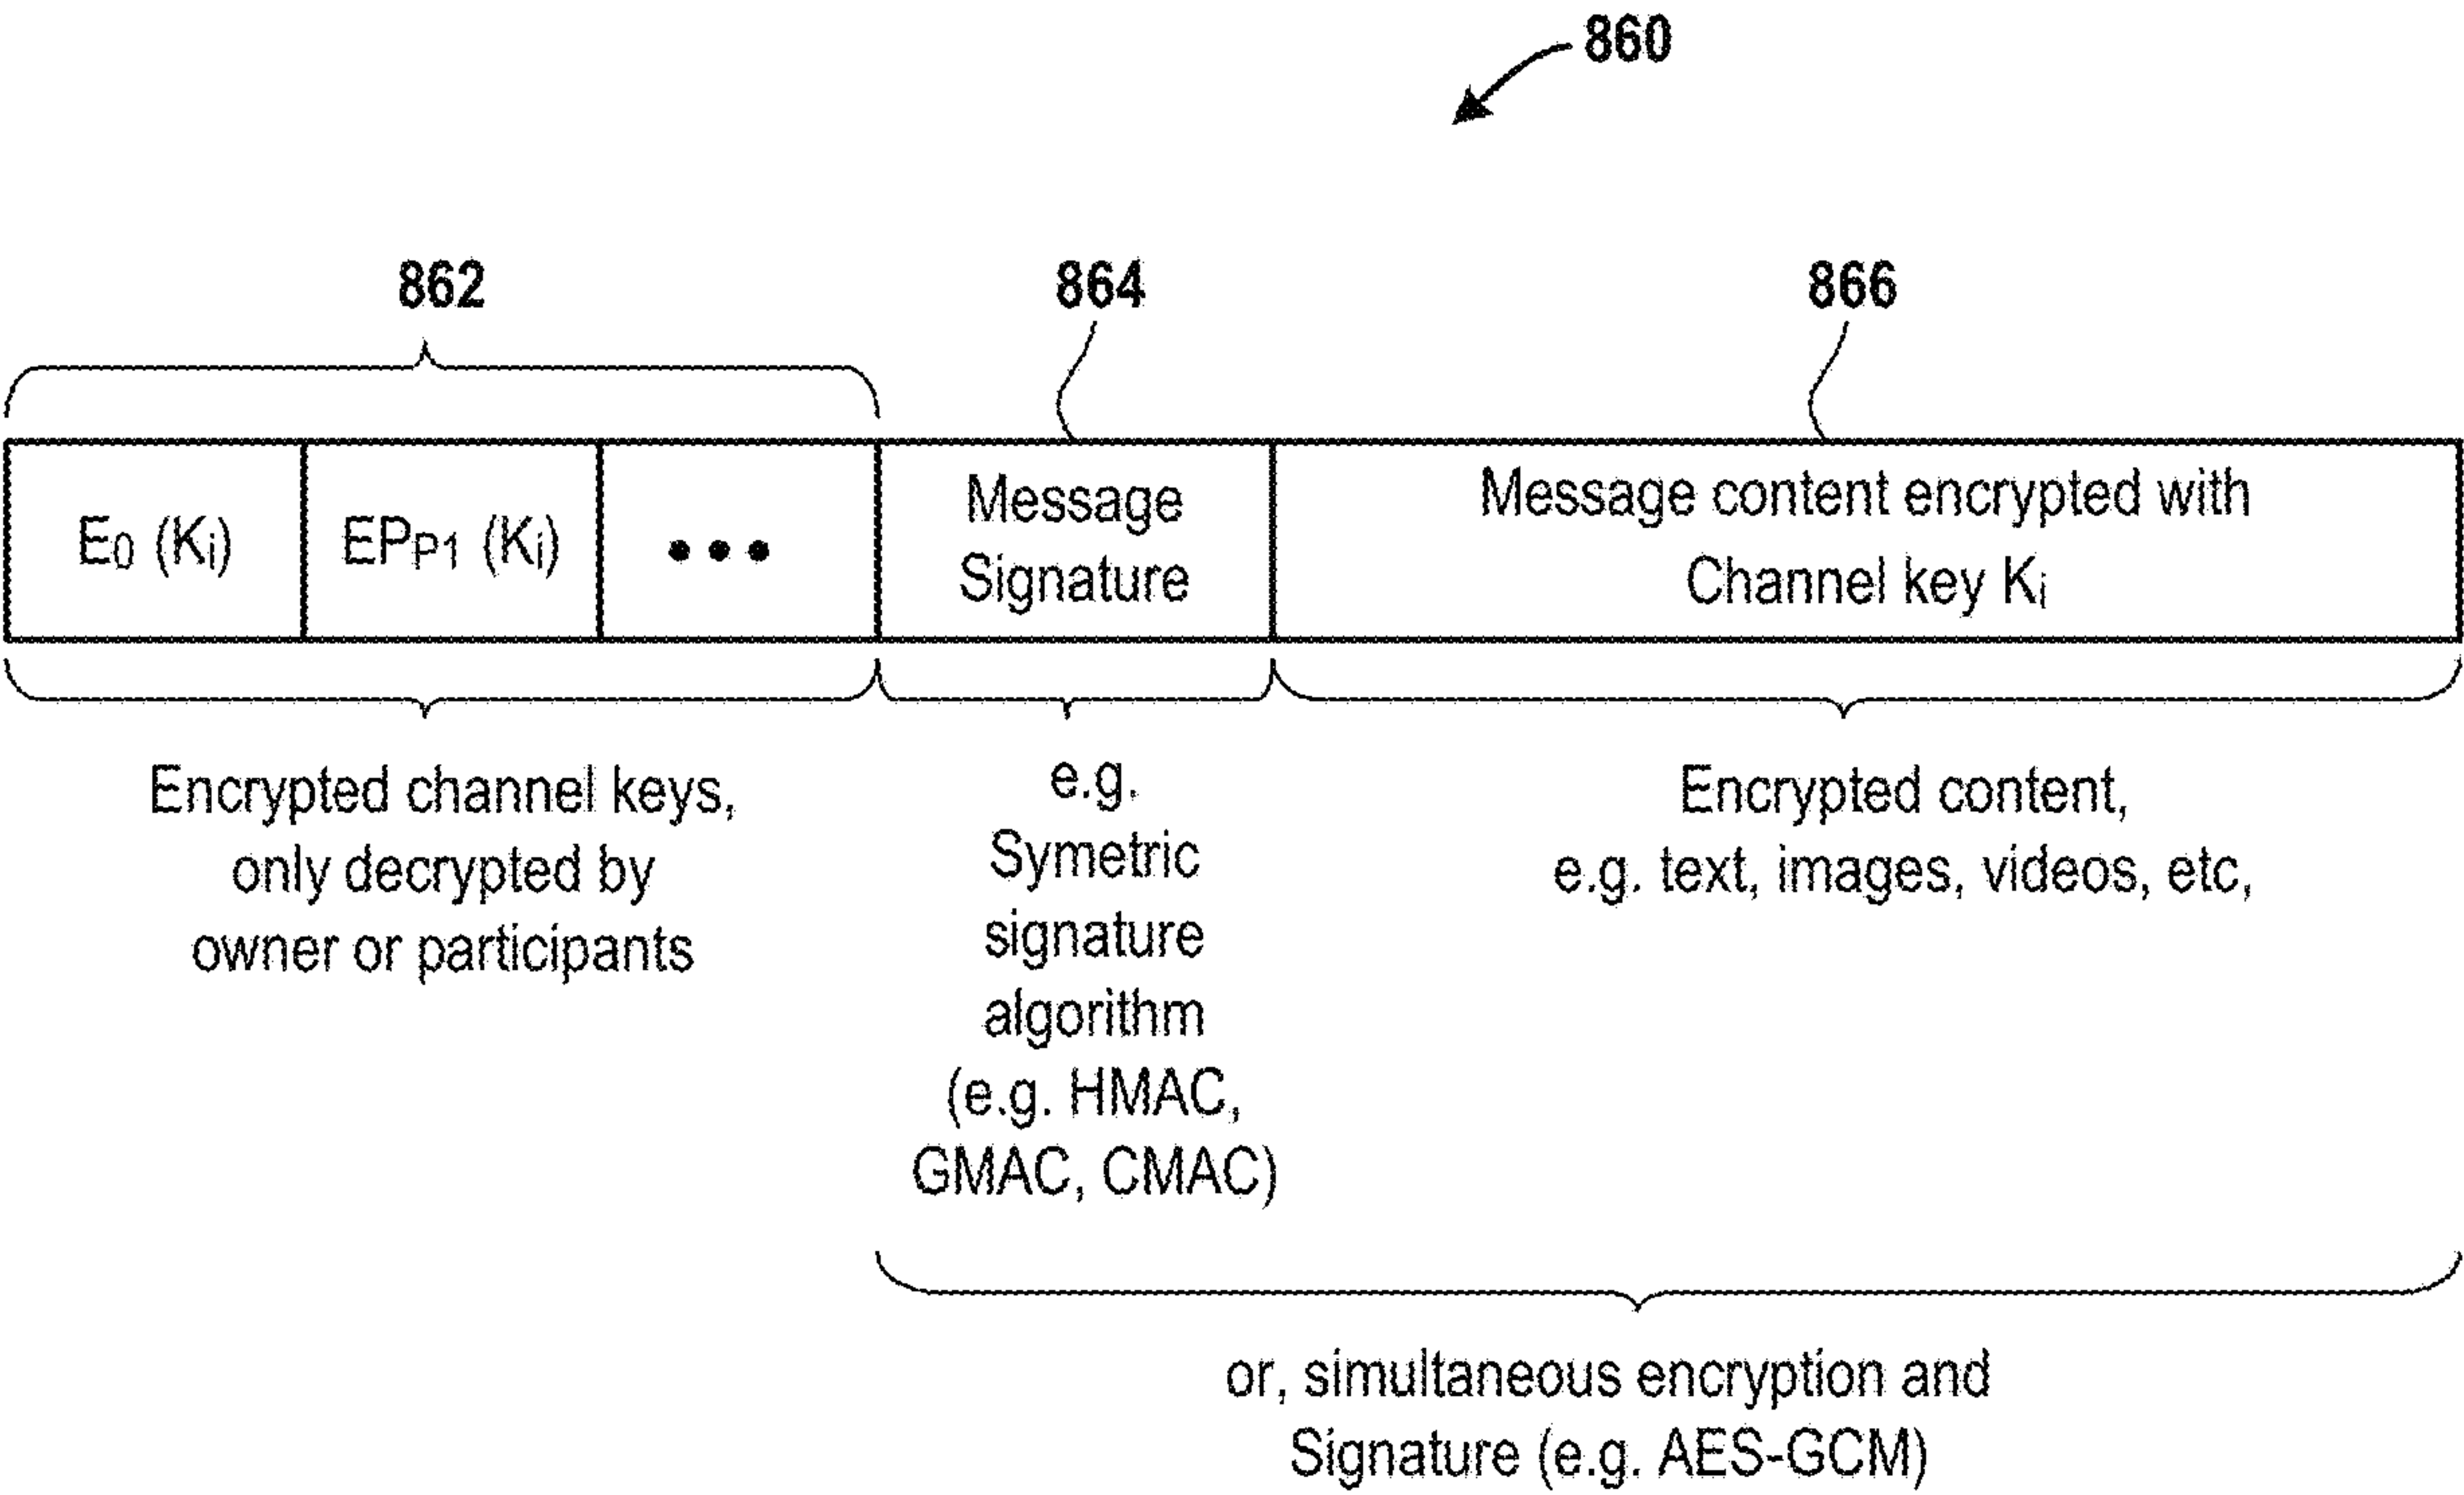 860
862
864
866
E0 (Ki)
EPP1 (Ki)
•••
Message
Signature
Message content encrypted with
Channel key Ki
Encrypted channel keys,
only decrypted by
owner or participants
e.g.
Symetric
signature
algorithm
(e.g. HMAC,
GMAC, CMAC)
Encrypted content,
e.g. text, images, videos, etc,
or, simultaneous encryption and
Signature (e.g. AES-GCM)